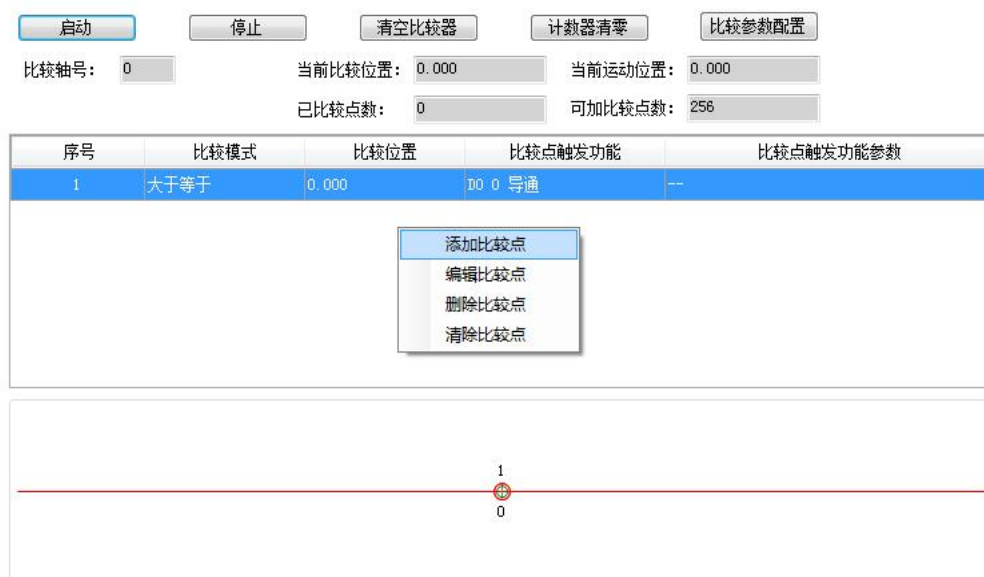 启动 停止 清空比较器 计数器清零 比较参数配置
比较轴号： 0 当前比较位置： 0.000 当前运动位置： 0.000
已比较点数： 0 可加比较点数： 256
序号 比较模式 比较位置 比较点触发功能 比较点触发功能参数
1 大于等于 0.000 DO 0 导通 --
添加比较点
编辑比较点
删除比较点
清除比较点
1
0